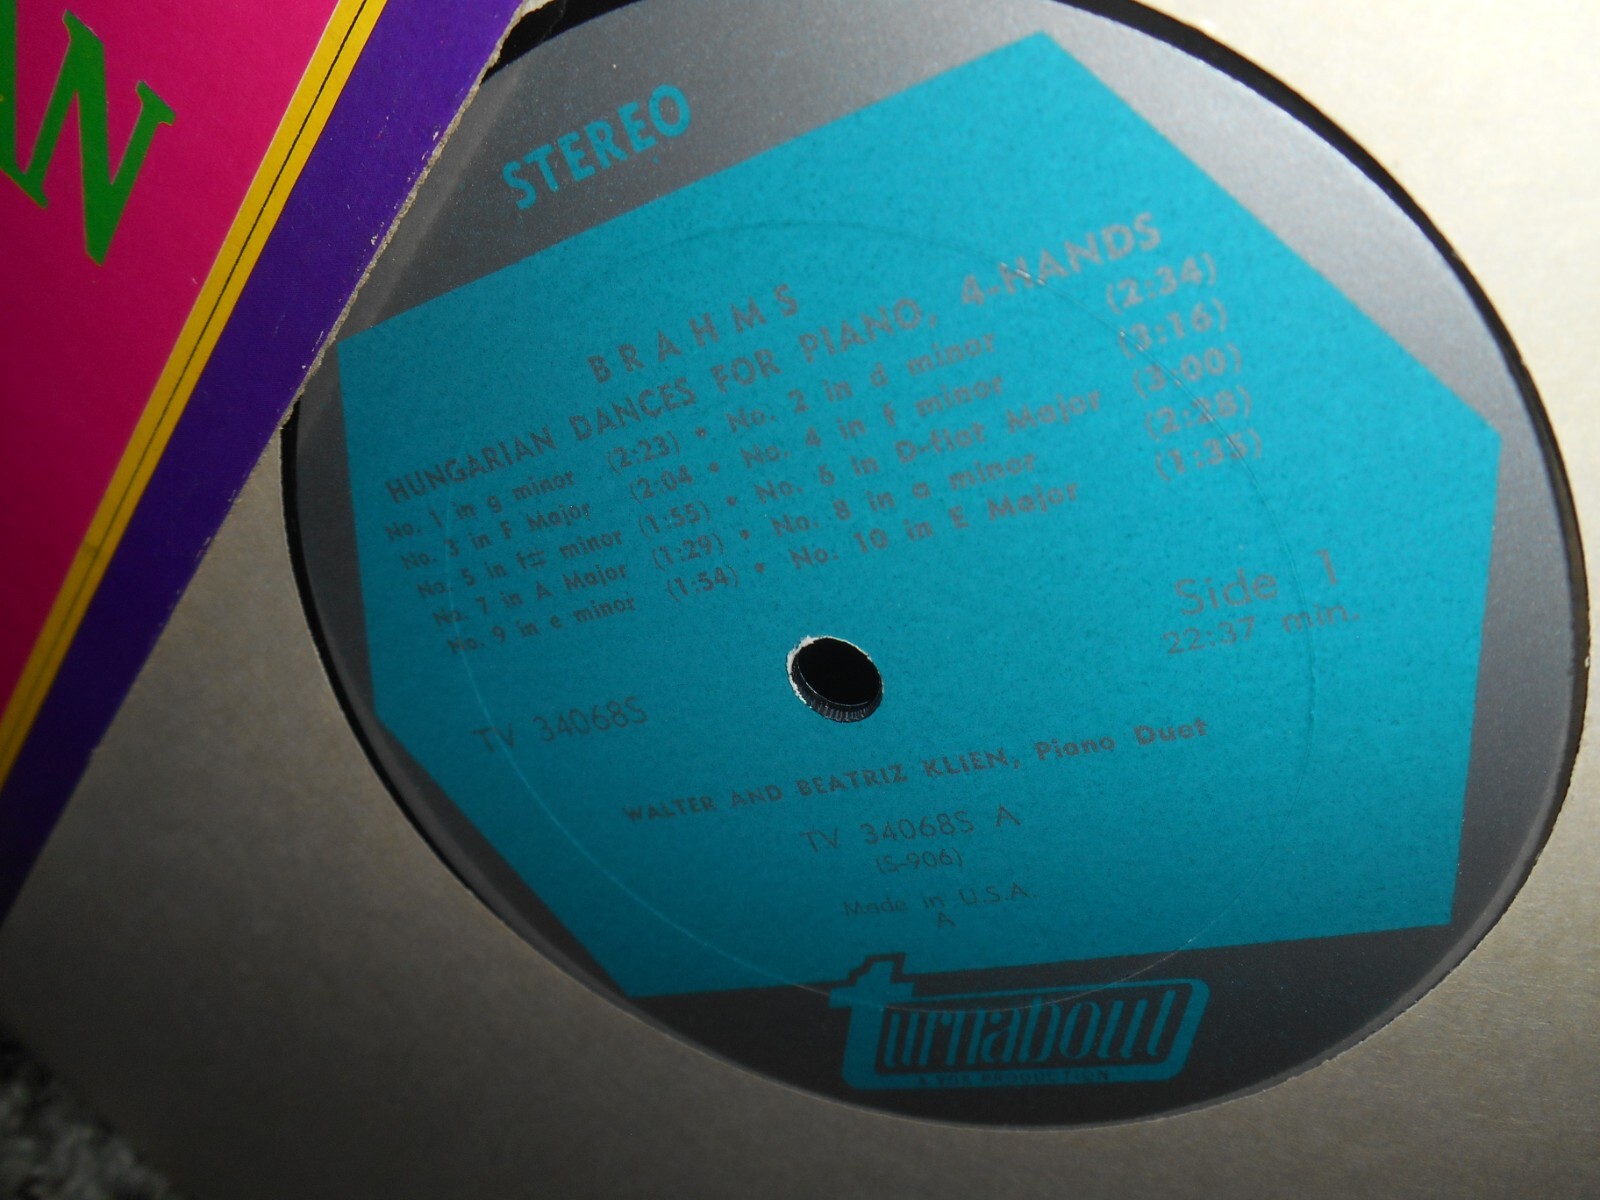 AN
STEREO
BRAHMS
HUNGARIAN DANCES FOR PIANO, 4-HANDS
No. 1 in g minor (2:23) • No. 2 in d minor (2:34)
No. 3 in F Major (2:04 • No. 4 in f minor (3:16)
No. 5 in f# minor (1:55) • No. 6 in D-flat Major (3:00)
No. 7 in A Major (1:29) • No. 8 in a minor (2:28)
No. 9 in e minor (1:54) • No. 10 in E Major (1:35)
Side 1
22:37 min.
TV 34068S
WALTER AND BEATRIZ KLIEN, Piano Duet
TV 34068S A
(S-906)
Made in U.S.A.
A
turnabout
A VOX PRODUCTION